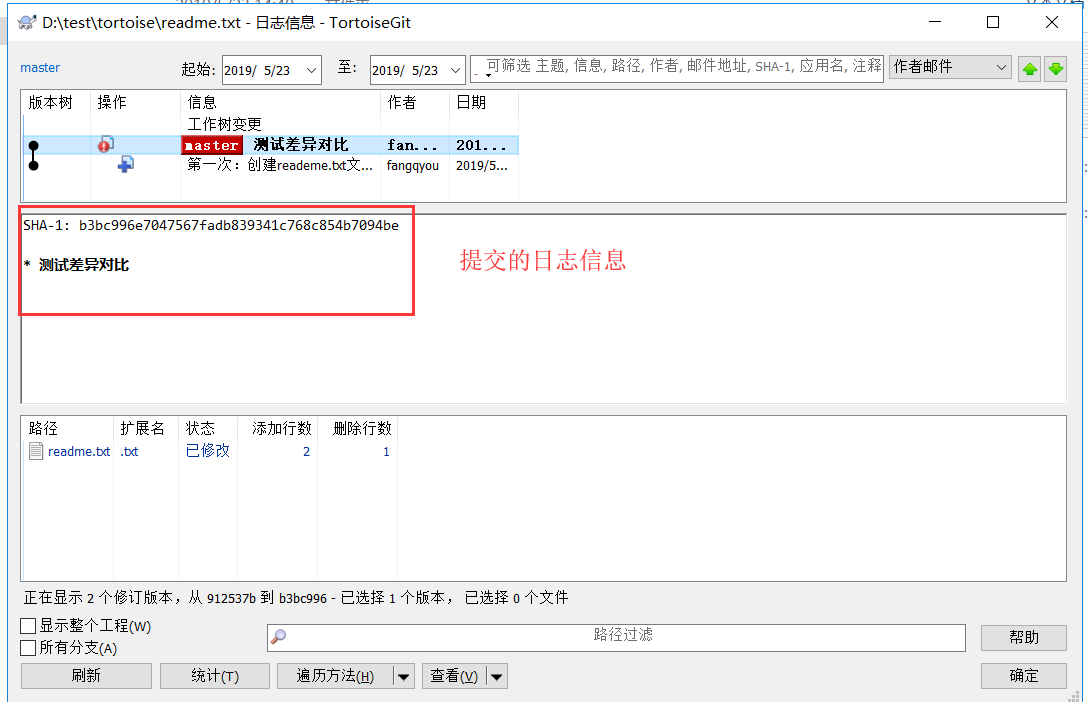 D:\test\tortoise\readme.txt - 日志信息 - TortoiseGit
master 起始: 2019/ 5/23 至: 2019/ 5/23 可筛选 主题, 信息, 路径, 作者, 邮件地址, SHA-1, 应用名, 注释 作者邮件
版本树 操作 信息 作者 日期
工作树变更
master 测试差异对比 fan... 201...
第一次：创建reademe.txt文... fangqyou 2019/5...
SHA-1: b3bc996e7047567fadb839341c768c854b7094be
* 测试差异对比
提交的日志信息
路径 扩展名 状态 添加行数 删除行数
readme.txt .txt 已修改 2 1
正在显示 2 个修订版本，从 912537b 到 b3bc996 - 已选择 1 个版本， 已选择 0 个文件
显示整个工程(W)
路径过滤 帮助
所有分支(A)
刷新 统计(T) 遍历方法(H) 查看(V) 确定